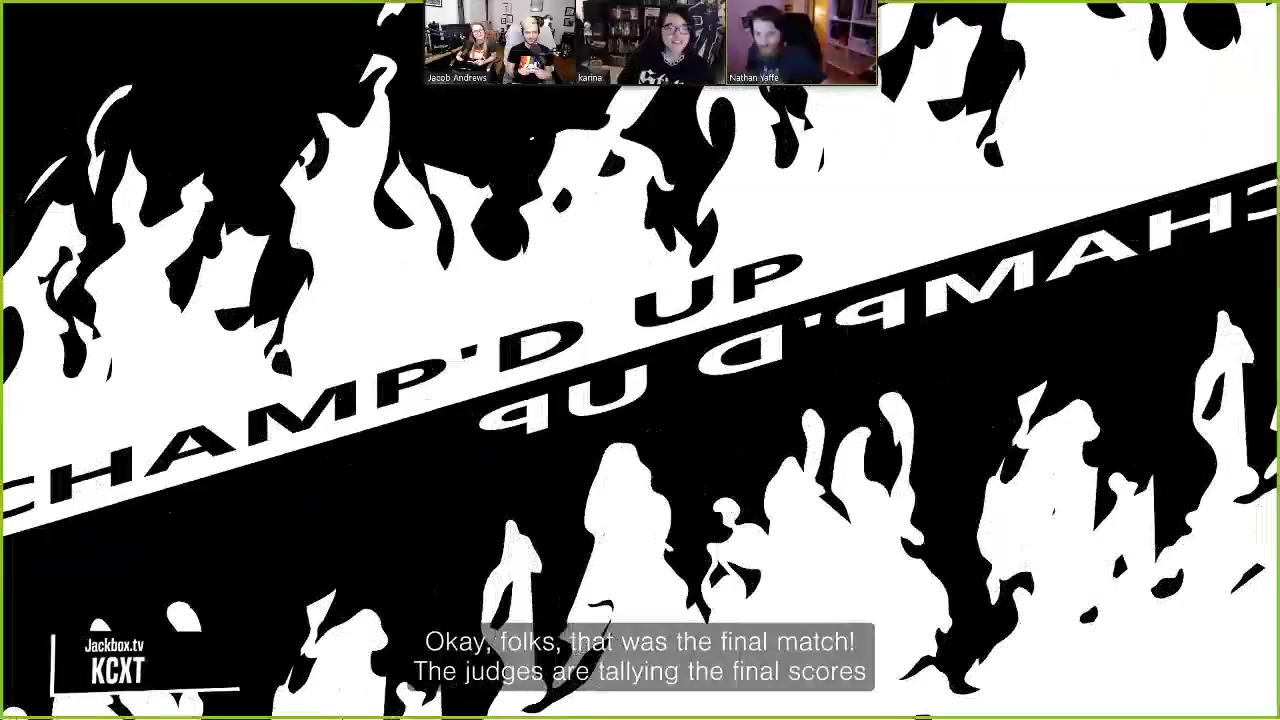 Jacob Andrews
karina
Nathan Yaffe
CHAMP'D UP
CHAMP'D UP
Jackbox.tv
KCXT
Okay, folks, that was the final match!
The judges are tallying the final scores